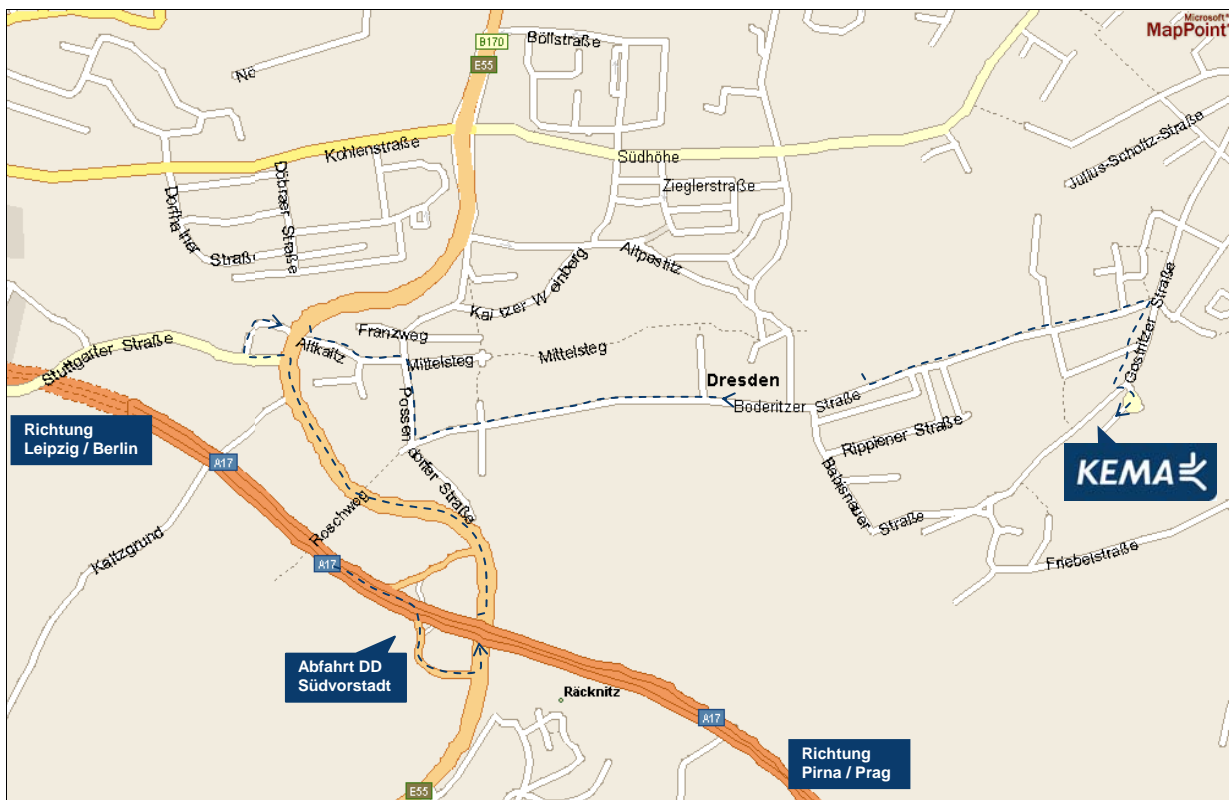 Microsoft®
MapPoint®
B170
E55
Böllstraße
Nö
Kohlenstraße
Südhöhe
Zieglerstraße
Julius-Scholtz-Straße
Döbraer Straße
Dorfhainer
Straß
Altpestitz
Kaitzer Weinberg
Gostritzer Straße
Franzweg
Altkaitz
Mittelsteg
Mittelsteg
Stuttgarter Straße
Dresden
Boderitzer Straße
Possendorfer Straße
Rippiener Straße
Richtung
Leipzig / Berlin
A17
KEMA
Babisnauer Straße
Roschweg
Kaitzgrund
A17
Friebelstraße
Abfahrt DD
Südvorstadt
Räcknitz
A17
Richtung
Pirna / Prag
E55